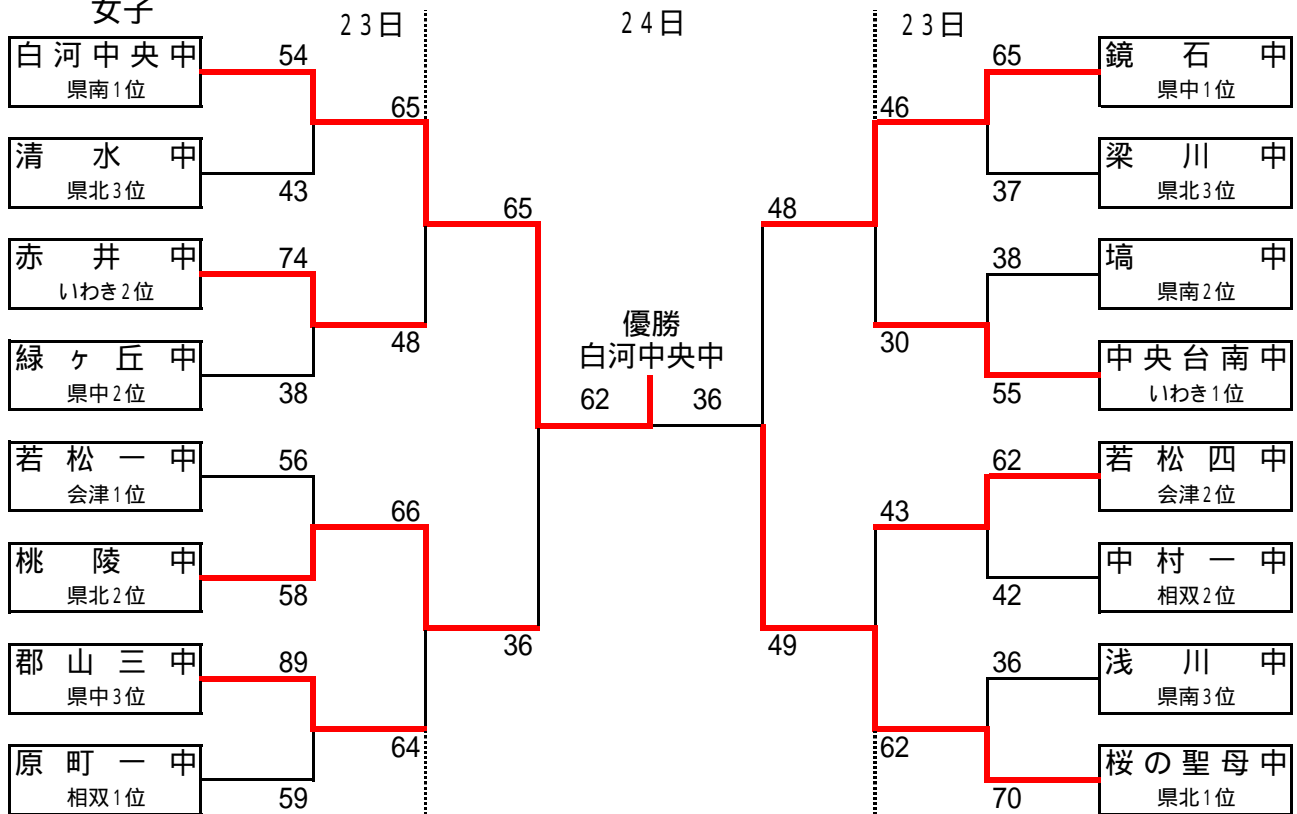 女子
23日
24日
23日
白河中央中
県南1位
54
65
清水中
県北3位
43
65
赤井中
いわき2位
74
48
緑ヶ丘中
県中2位
38
若松一中
会津1位
56
66
桃陵中
県北2位
58
36
郡山三中
県中3位
89
64
原町一中
相双1位
59
優勝
白河中央中
62 36
鏡石中
県中1位
65
46
梁川中
県北3位
37
48
塙中
県南2位
38
30
中央台南中
いわき1位
55
若松四中
会津2位
62
43
中村一中
相双2位
42
49
浅川中
県南3位
36
62
桜の聖母中
県北1位
70